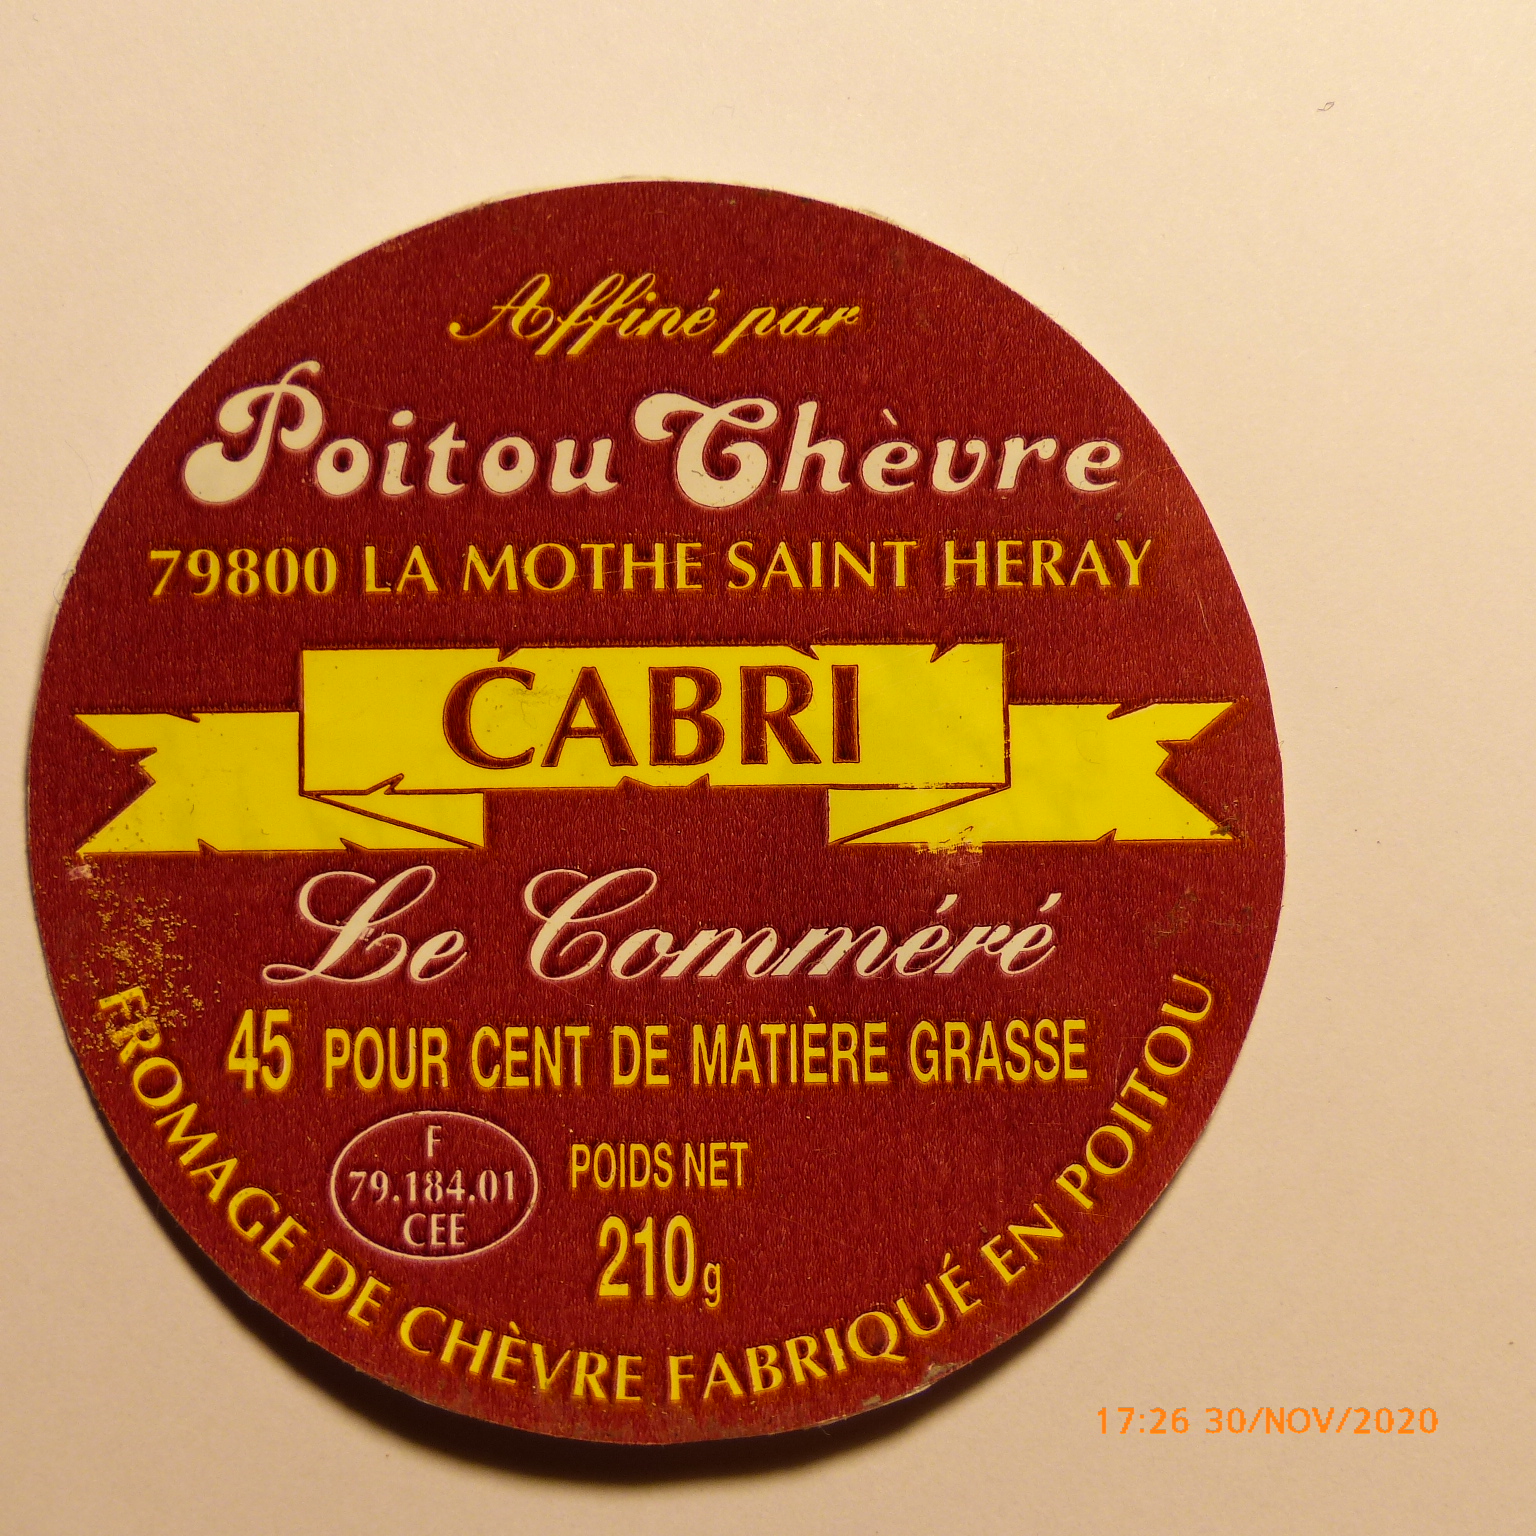 Affiné par
Poitou Chèvre
79800 LA MOTHE SAINT HERAY
CABRI
Le Comméré
45 POUR CENT DE MATIÈRE GRASSE
F
79.184.01
CEE
POIDS NET
210g
FROMAGE DE CHÈVRE FABRIQUÉ EN POITOU
17:26 30/NOV/2020